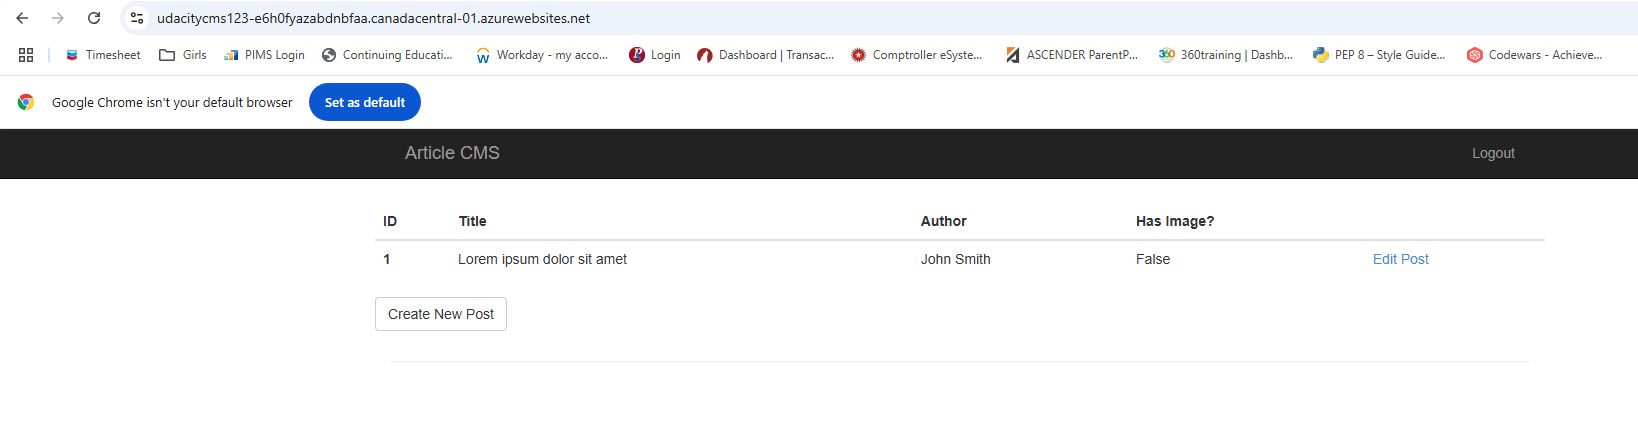 udacitycms123-e6h0fyazabdnbfaa.canadacentral-01.azurewebsites.net
Timesheet Girls PIMS Login Continuing Educati... Workday - my acco... Login Dashboard | Transac... Comptroller eSyste... ASCENDER ParentP... 360training | Dashb... PEP 8 – Style Guide... Codewars - Achieve...
Google Chrome isn't your default browser Set as default
Article CMS Logout
ID Title Author Has Image?
1 Lorem ipsum dolor sit amet John Smith False Edit Post
Create New Post